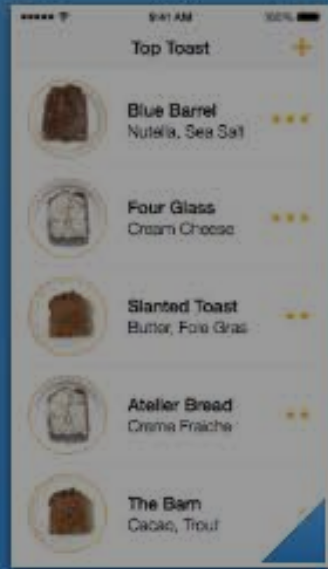 9:41 AM
100%
Top Toast
Blue Barrel
Nutella, Sea Salt
Four Glass
Cream Cheese
Slanted Toast
Butter, Foie Gras
Atelier Bread
Creme Fraiche
The Barn
Cacao, Trout